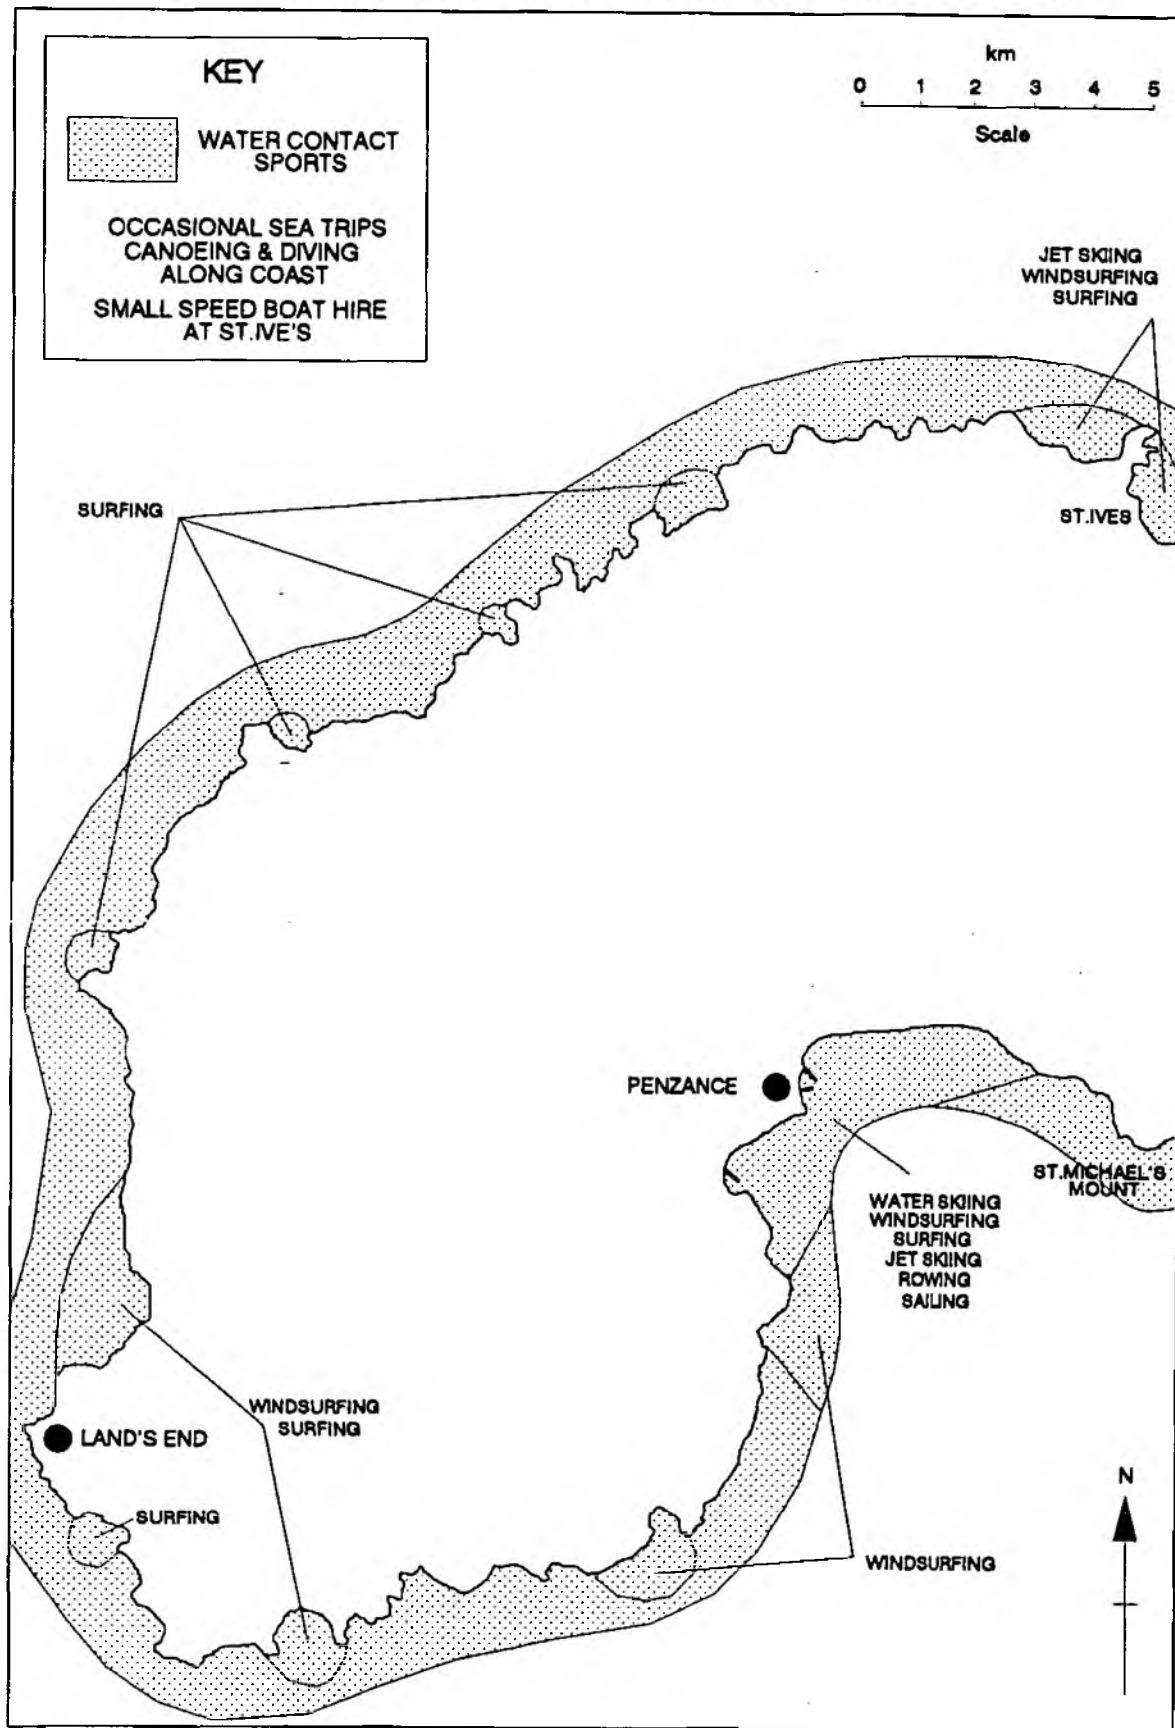 KEY
WATER CONTACT
SPORTS
OCCASIONAL SEA TRIPS
CANOEING & DIVING
ALONG COAST
SMALL SPEED BOAT HIRE
AT ST.IVE'S
km
0 1 2 3 4 5
Scale
JET SKIING
WINDSURFING
SURFING
SURFING
ST.IVES
PENZANCE
ST.MICHAEL'S
MOUNT
WATER SKIING
WINDSURFING
SURFING
JET SKIING
ROWING
SAILING
WINDSURFING
SURFING
LAND'S END
SURFING
N
WINDSURFING